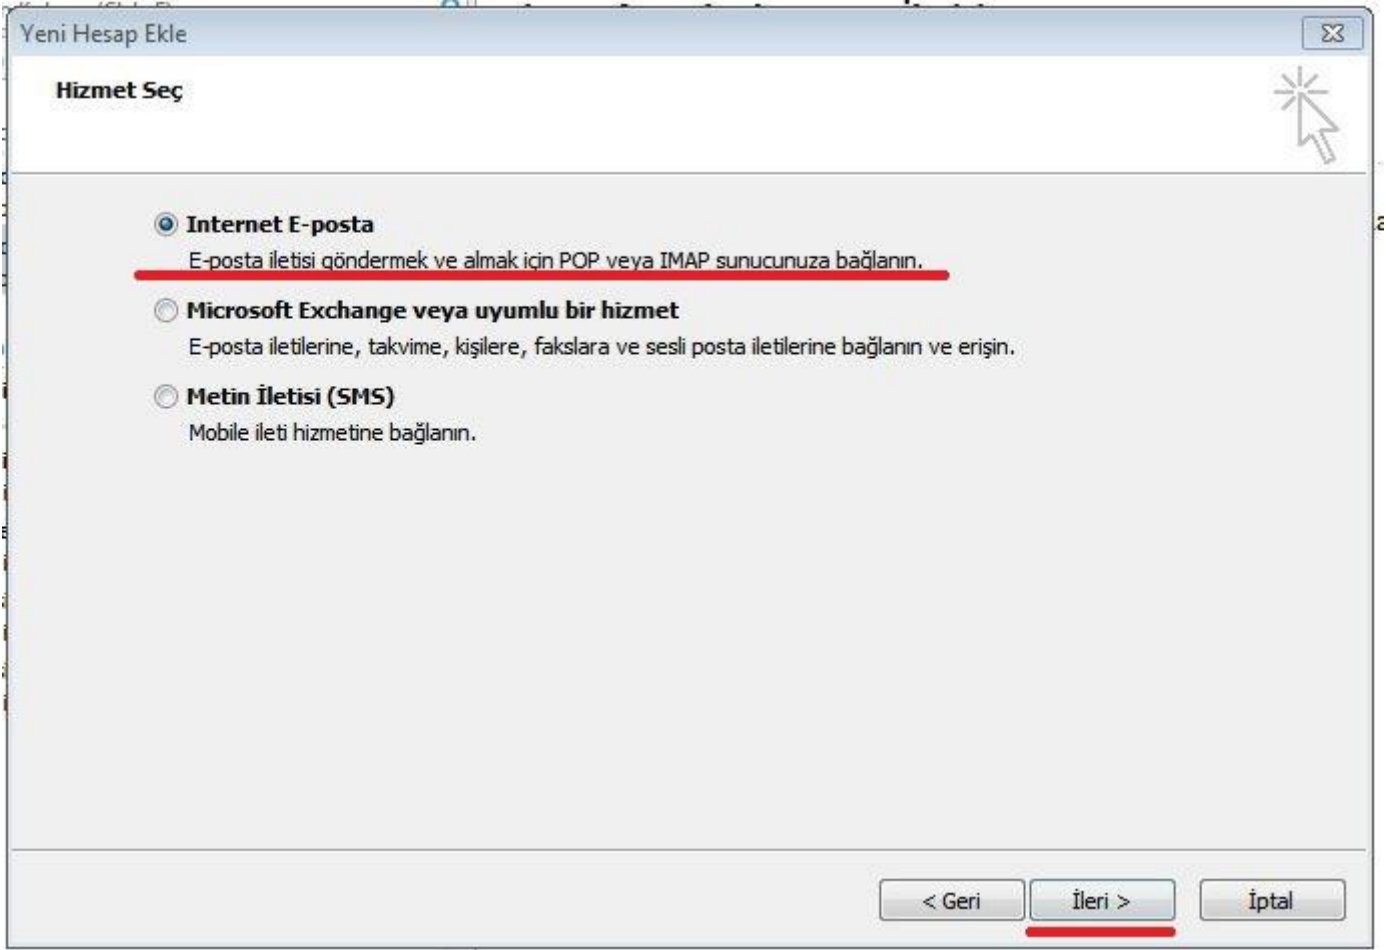 Yeni Hesap Ekle
Hizmet Seç
Internet E-posta
E-posta iletisi göndermek ve almak için POP veya IMAP sunucunuza bağlanın.
Microsoft Exchange veya uyumlu bir hizmet
E-posta iletilerine, takvime, kişilere, fakslara ve sesli posta iletilerine bağlanın ve erişin.
Metin İletisi (SMS)
Mobile ileti hizmetine bağlanın.
< Geri
İleri >
İptal